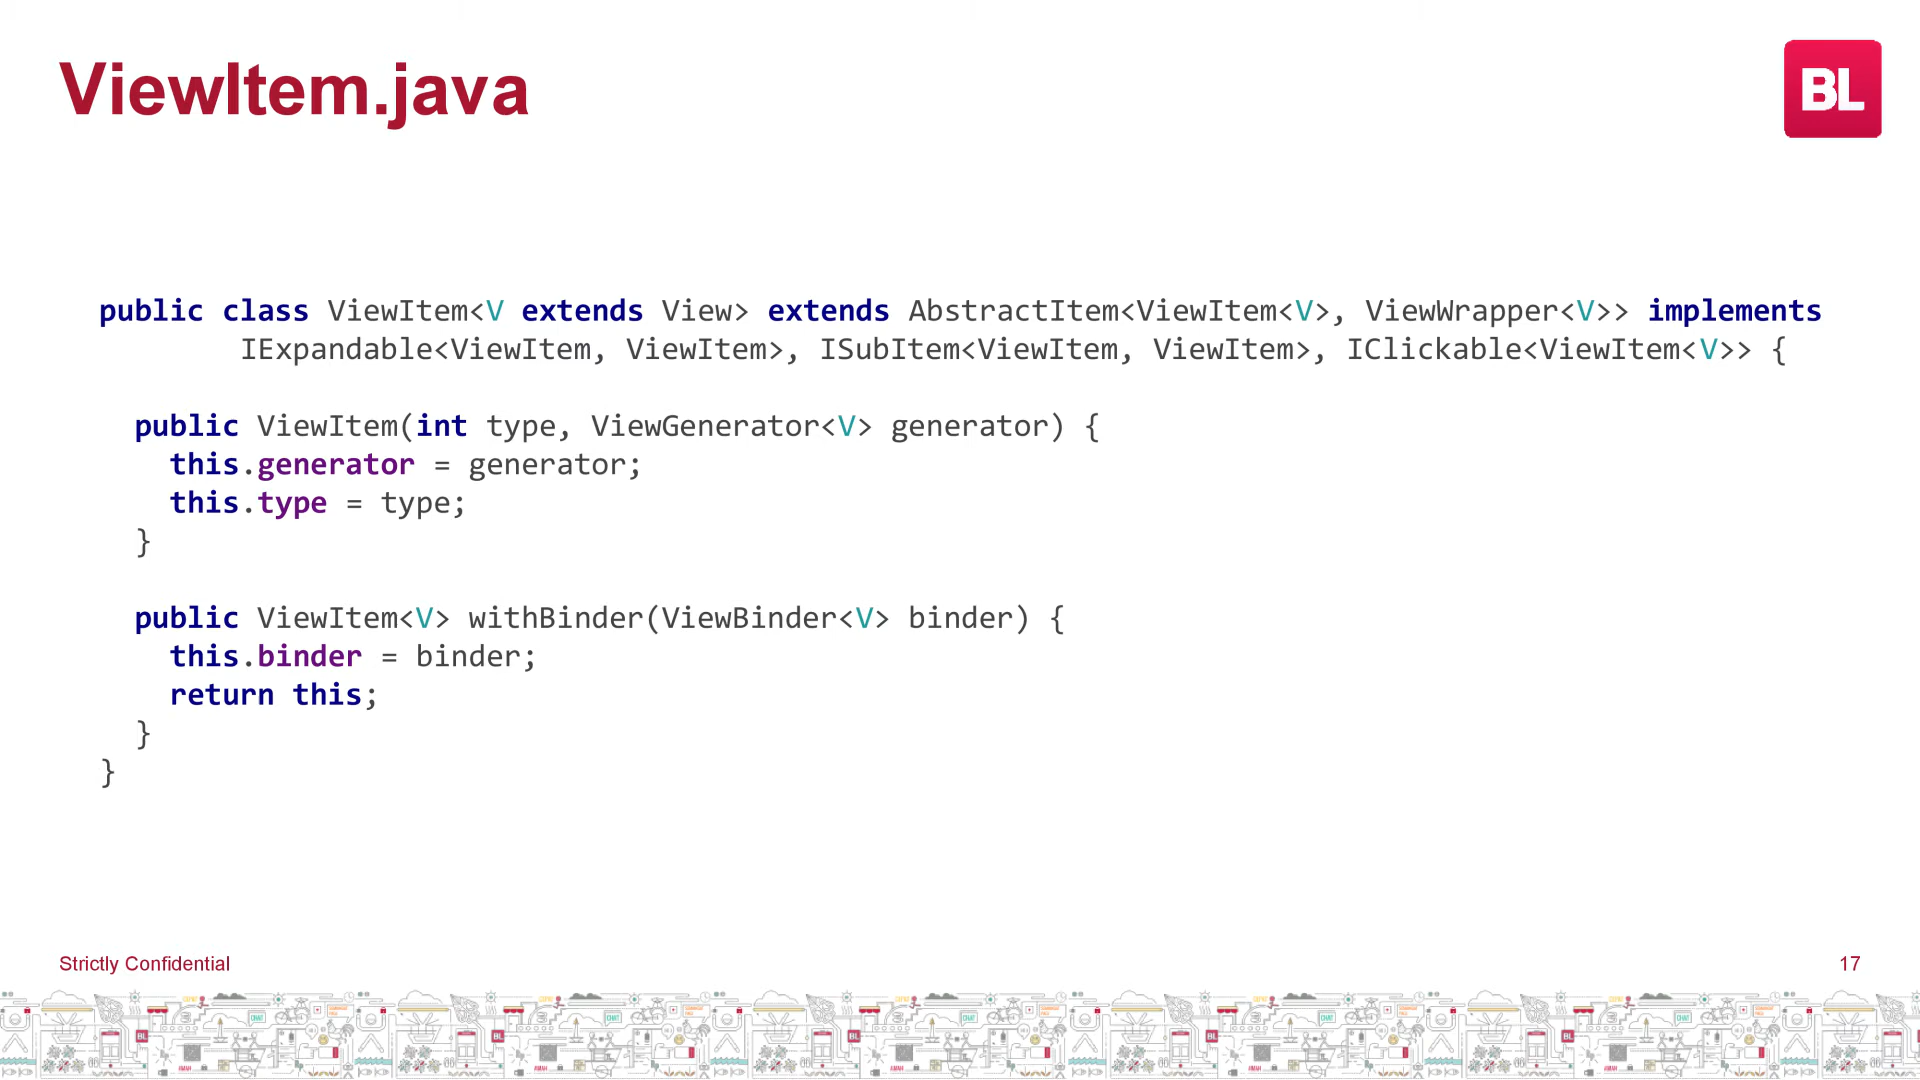 ViewItem.java
BL
public class ViewItem<V extends View> extends AbstractItem<ViewItem<V>, ViewWrapper<V>> implements
IExpandable<ViewItem, ViewItem>, ISubItem<ViewItem, ViewItem>, IClickable<ViewItem<V>> {
public ViewItem(int type, ViewGenerator<V> generator) {
this.generator = generator;
this.type = type;
}
public ViewItem<V> withBinder(ViewBinder<V> binder) {
this.binder = binder;
return this;
}
}
Strictly Confidential
17